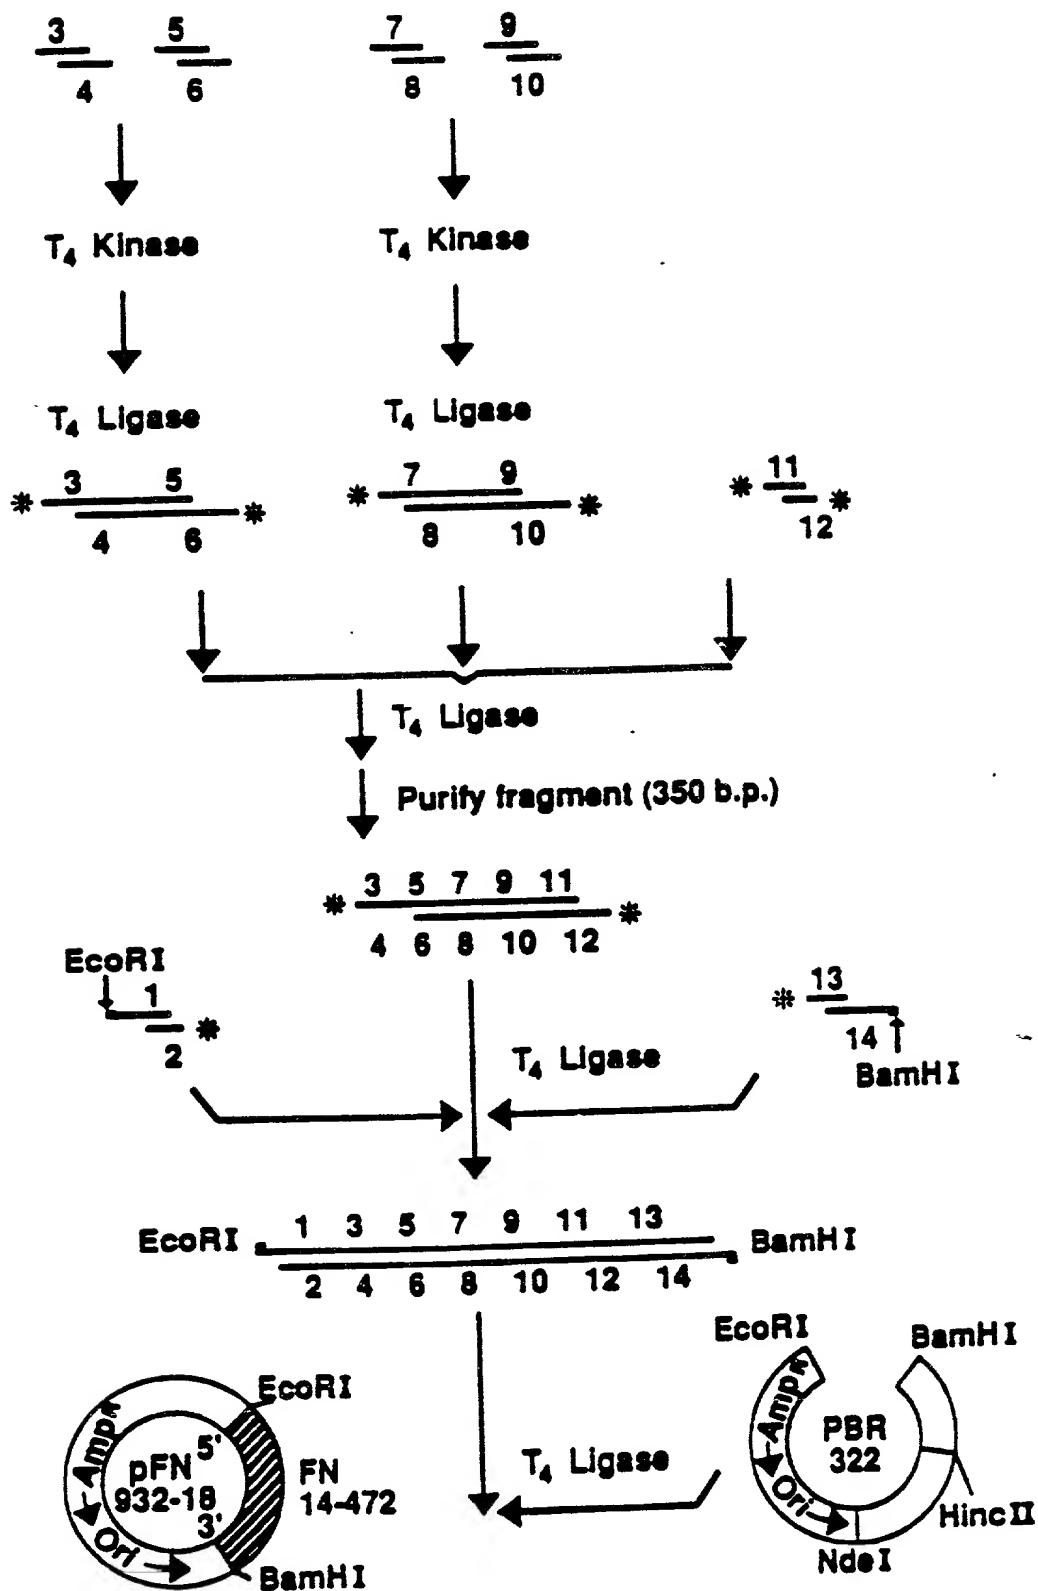 3 5 7 9
4 6 8 10
T4 Kinase T4 Kinase
T4 Ligase T4 Ligase
* 3 5 * * 7 9 * * 11 *
4 6 8 10 12
T4 Ligase
Purify fragment (350 b.p.)
* 3 5 7 9 11 *
4 6 8 10 12
EcoRI
1
2 *
* 13
14
BamHI
T4 Ligase
1 3 5 7 9 11 13
EcoRI BamHI
2 4 6 8 10 12 14
EcoRI
AmpR
5'
pFN
932-18
3'
Ori
FN
14-472
BamHI
T4 Ligase
EcoRI BamHI
AmpR
PBR
322
Ori
HincII
NdeI